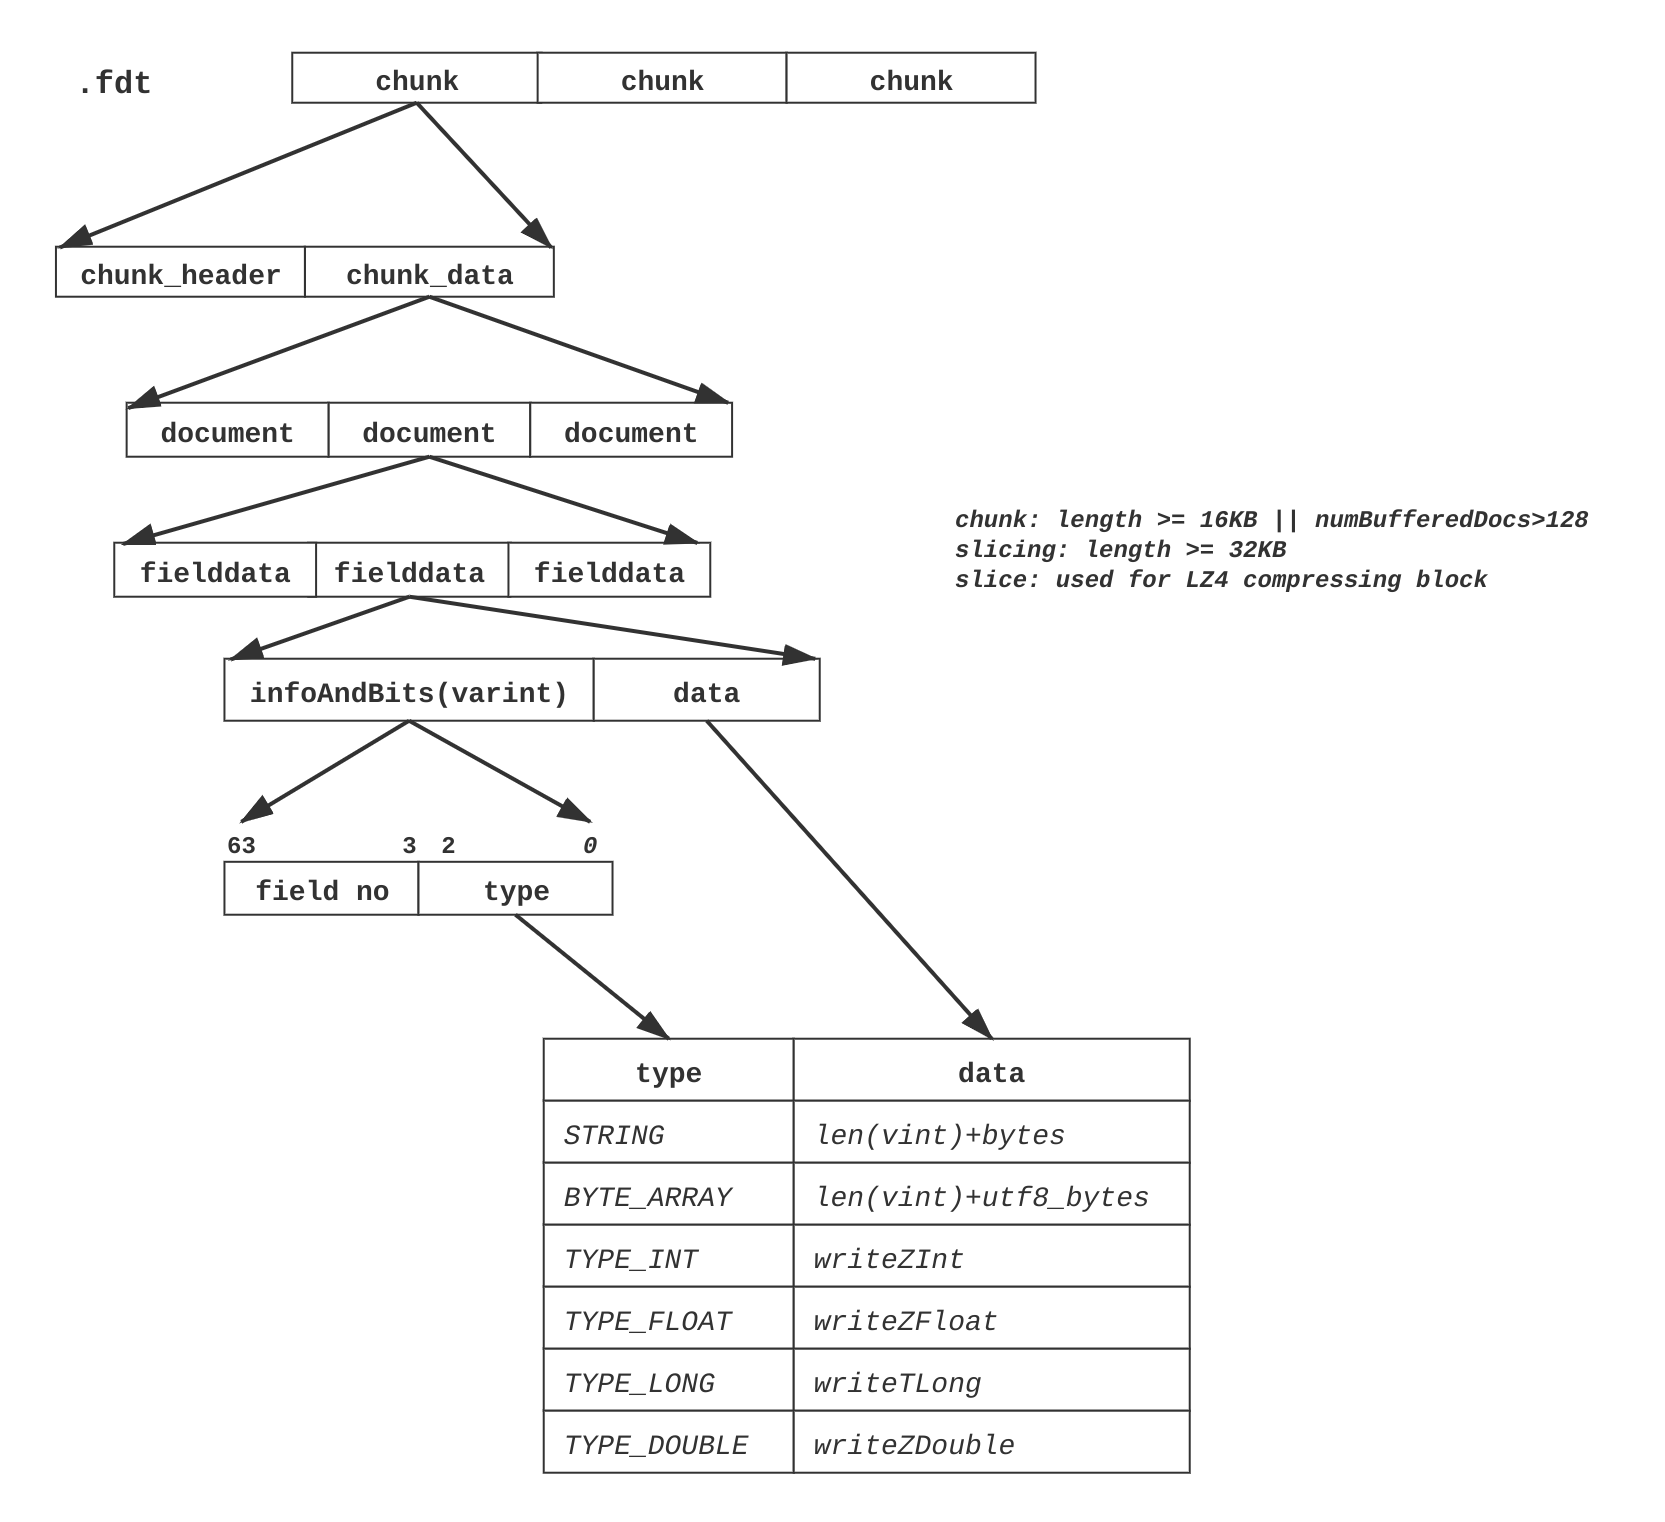 .fdt
chunk chunk chunk
chunk_header chunk_data
document document document
fielddata fielddata fielddata
chunk: length >= 16KB || numBufferedDocs>128
slicing: length >= 32KB
slice: used for LZ4 compressing block
infoAndBits(varint) data
63 3 2 0
field no type
type data
STRING len(vint)+bytes
BYTE_ARRAY len(vint)+utf8_bytes
TYPE_INT writeZInt
TYPE_FLOAT writeZFloat
TYPE_LONG writeTLong
TYPE_DOUBLE writeZDouble